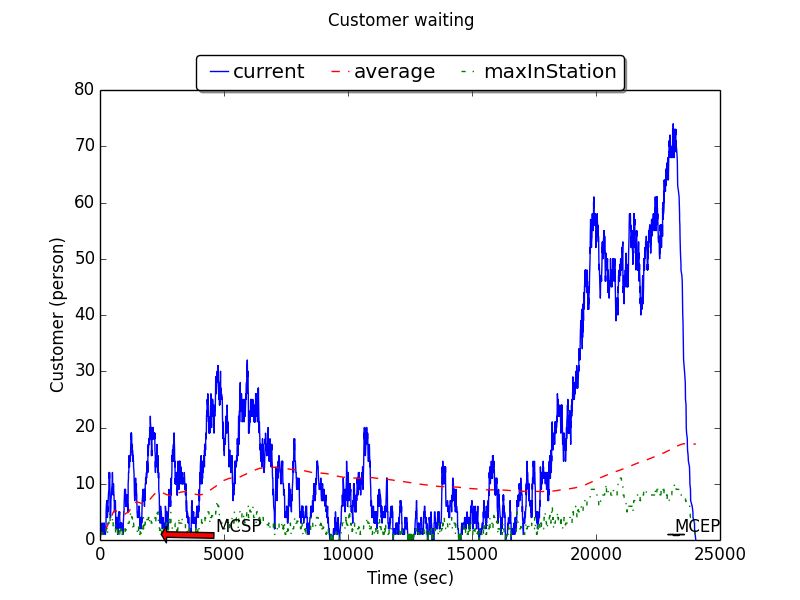 Customer waiting
current average maxInStation
80
70
60
50
40
30
20
10
0
Customer (person)
MCSP
MCEP
0 5000 10000 15000 20000 25000
Time (sec)